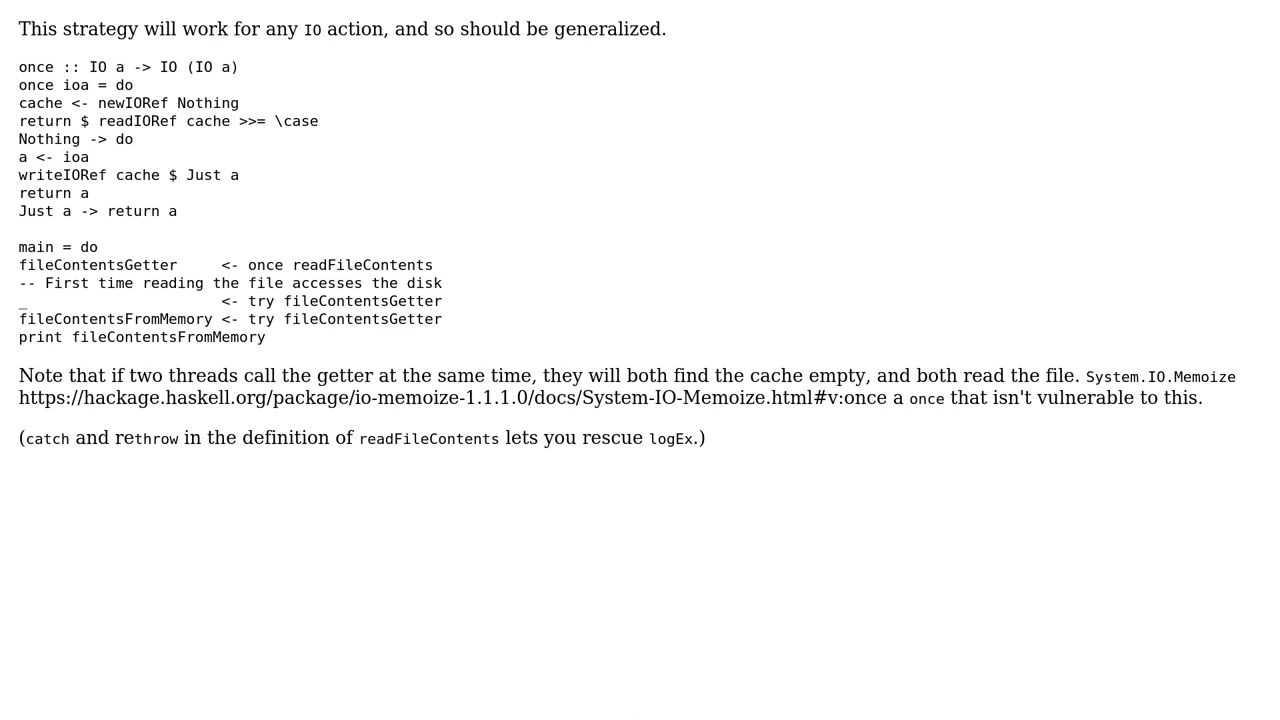 This strategy will work for any IO action, and so should be generalized.
once :: IO a -> IO (IO a)
once ioa = do
cache <- newIORef Nothing
return $ readIORef cache >>= \case
Nothing -> do
a <- ioa
writeIORef cache $ Just a
return a
Just a -> return a
main = do
fileContentsGetter     <- once readFileContents
-- First time reading the file accesses the disk
_                      <- try fileContentsGetter
fileContentsFromMemory <- try fileContentsGetter
print fileContentsFromMemory
Note that if two threads call the getter at the same time, they will both find the cache empty, and both read the file. System.IO.Memoize
https://hackage.haskell.org/package/io-memoize-1.1.1.0/docs/System-IO-Memoize.html#v:once a once that isn't vulnerable to this.
(catch and rethrow in the definition of readFileContents lets you rescue logEx.)